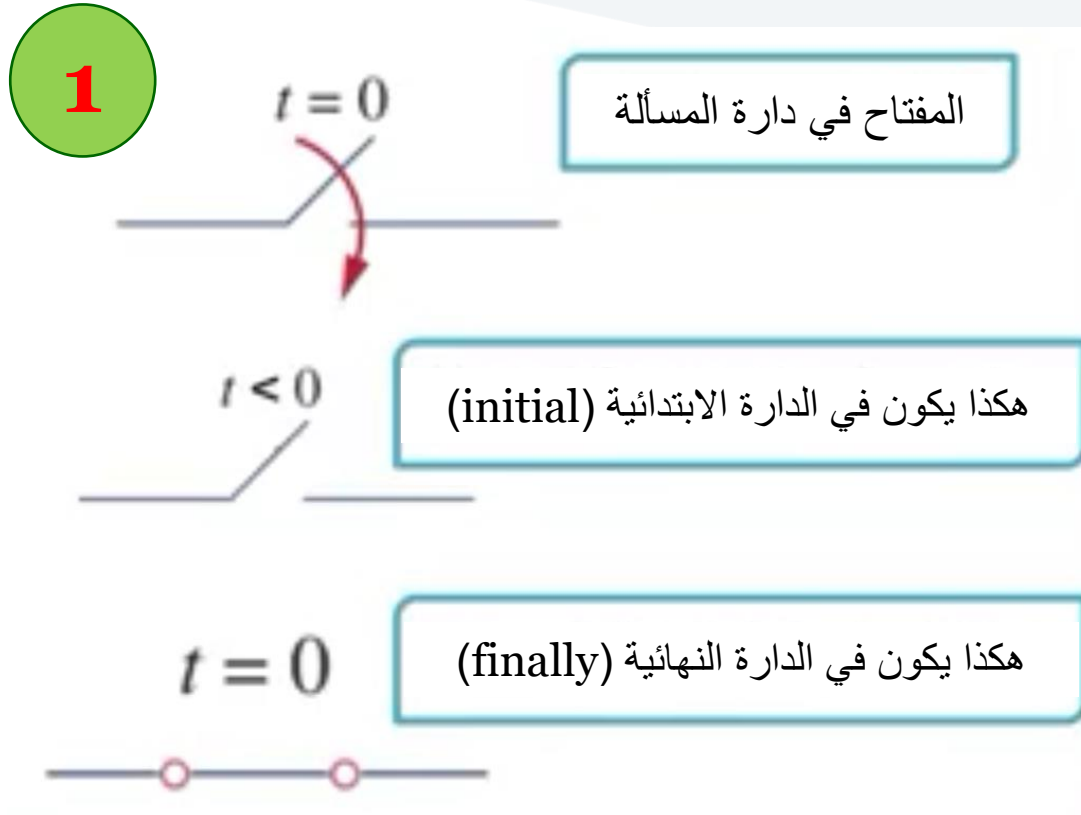 1
t = 0
المفتاح في دارة المسألة
t < 0
هكذا يكون في الدارة الابتدائية (initial)
t = 0
هكذا يكون في الدارة النهائية (finally)